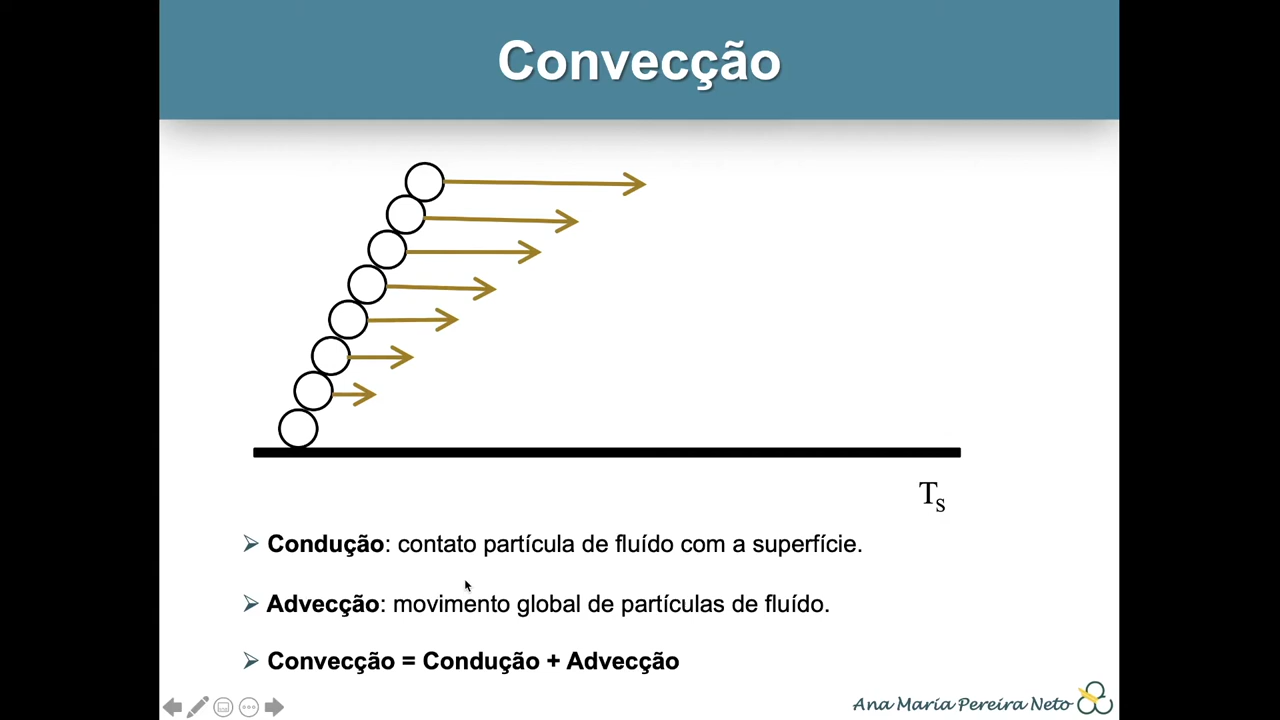 Convecção
T_S
Condução: contato partícula de fluído com a superfície.
Advecção: movimento global de partículas de fluído.
Convecção = Condução + Advecção
Ana Maria Pereira Neto